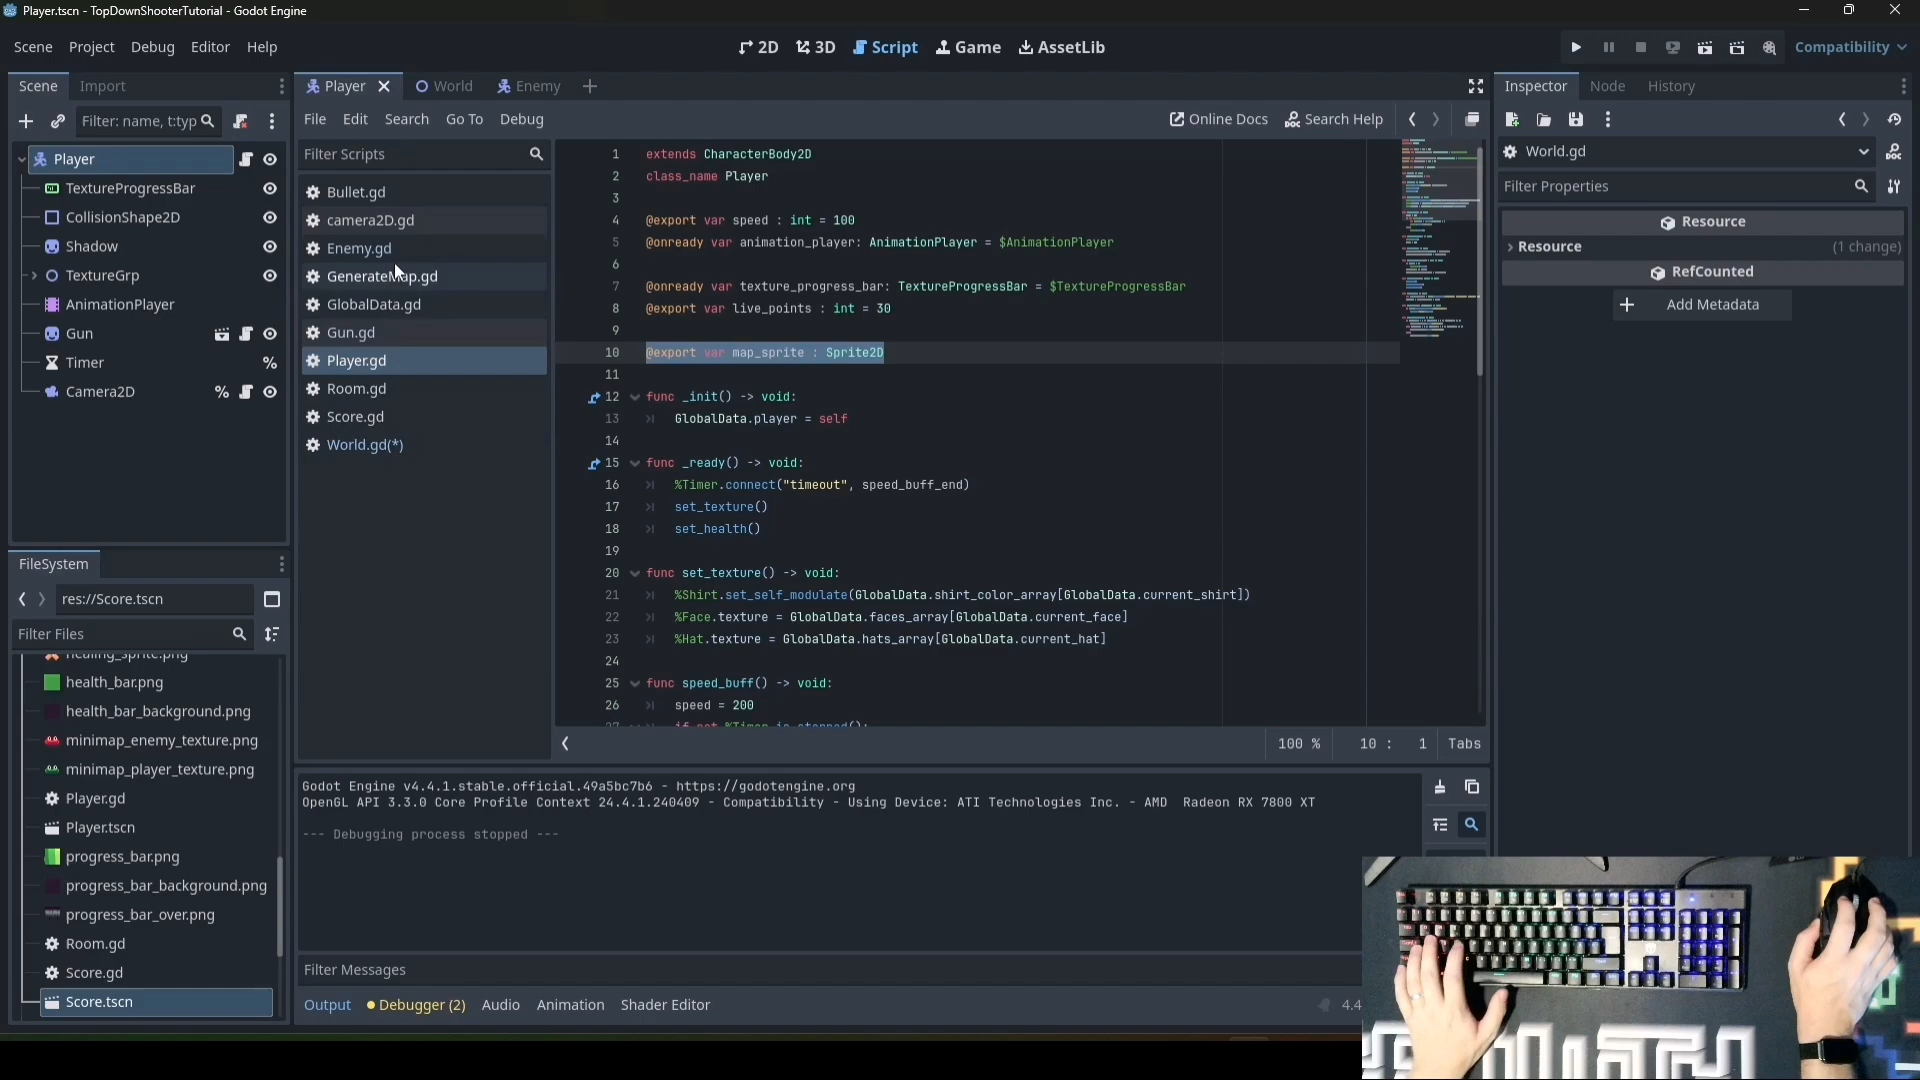 Player.tscn - TopDownShooterTutorial - Godot Engine
Scene Project Debug Editor Help
2D 3D Script Game AssetLib
Compatibility
Scene Import
Player World Enemy
Inspector Node History
Filter: name, t:typ
File Edit Search Go To Debug
Online Docs Search Help
Player
TextureProgressBar
CollisionShape2D
Shadow
TextureGrp
AnimationPlayer
Gun
Timer
Camera2D
FileSystem
res://Score.tscn
Filter Files
health_bar.png
health_bar_background.png
minimap_enemy_texture.png
minimap_player_texture.png
Player.gd
Player.tscn
progress_bar.png
progress_bar_background.png
progress_bar_over.png
Room.gd
Score.gd
Score.tscn
Filter Scripts
Bullet.gd
camera2D.gd
Enemy.gd
GenerateMap.gd
GlobalData.gd
Gun.gd
Player.gd
Room.gd
Score.gd
World.gd(*)
1 extends CharacterBody2D
2 class_name Player
3
4 @export var speed : int = 100
5 @onready var animation_player: AnimationPlayer = $AnimationPlayer
6
7 @onready var texture_progress_bar: TextureProgressBar = $TextureProgressBar
8 @export var live_points : int = 30
9
10 @export var map_sprite : Sprite2D
11
12 func _init() -> void:
13 GlobalData.player = self
14
15 func _ready() -> void:
16 %Timer.connect("timeout", speed_buff_end)
17 set_texture()
18 set_health()
19
20 func set_texture() -> void:
21 %Shirt.set_self_modulate(GlobalData.shirt_color_array[GlobalData.current_shirt])
22 %Face.texture = GlobalData.faces_array[GlobalData.current_face]
23 %Hat.texture = GlobalData.hats_array[GlobalData.current_hat]
24
25 func speed_buff() -> void:
26 speed = 200
100 % 10 : 1 Tabs
Godot Engine v4.4.1.stable.official.49a5bc7b6 - https://godotengine.org
OpenGL API 3.3.0 Core Profile Context 24.4.1.240409 - Compatibility - Using Device: ATI Technologies Inc. - AMD Radeon RX 7800 XT
--- Debugging process stopped ---
Filter Messages
Output Debugger (2) Audio Animation Shader Editor
4.4
World.gd
Filter Properties
Resource
Resource (1 change)
RefCounted
Add Metadata